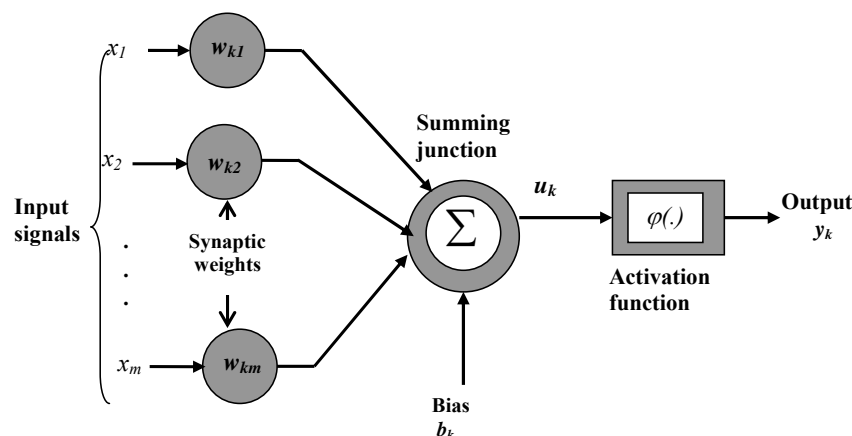 x1
wk1
Summing
junction
x2
wk2
uk
φ(.)
Output
yk
Input
signals
Synaptic
weights
Σ
Activation
function
.
.
.
xm
wkm
Bias
bk